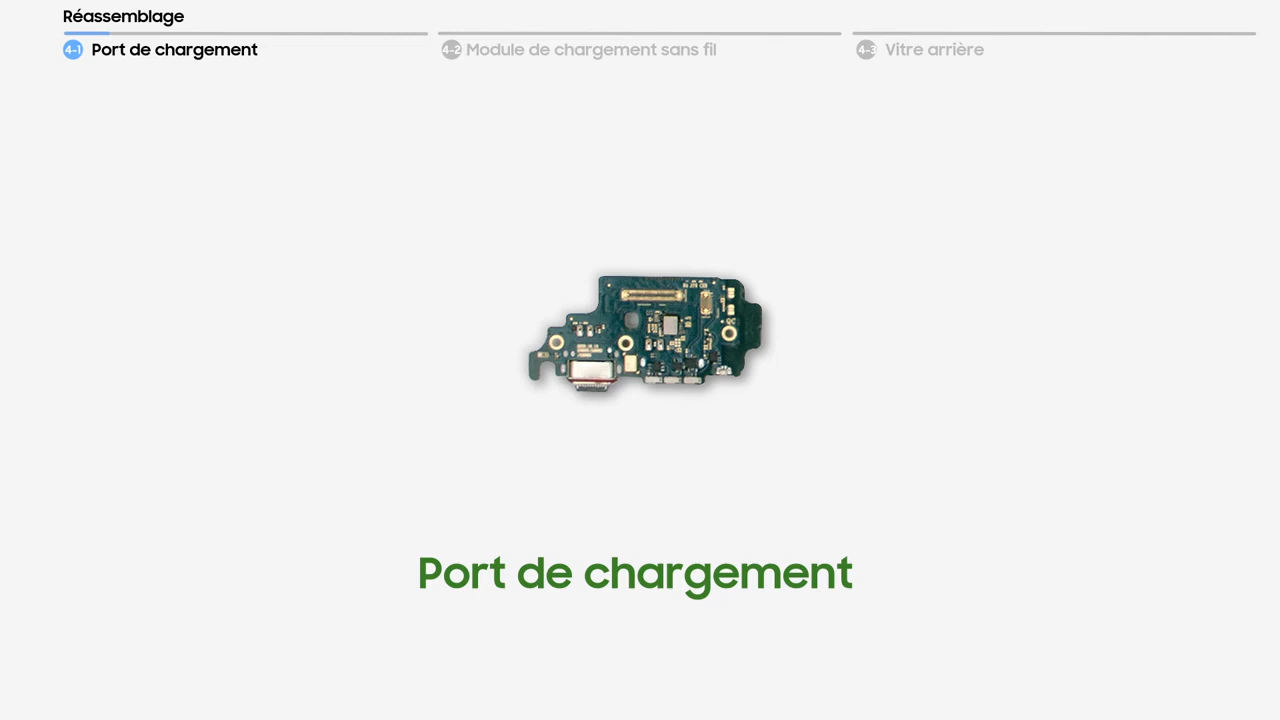 Réassemblage
4-1 Port de chargement
4-2 Module de chargement sans fil
4-3 Vitre arrière
QC
Port de chargement